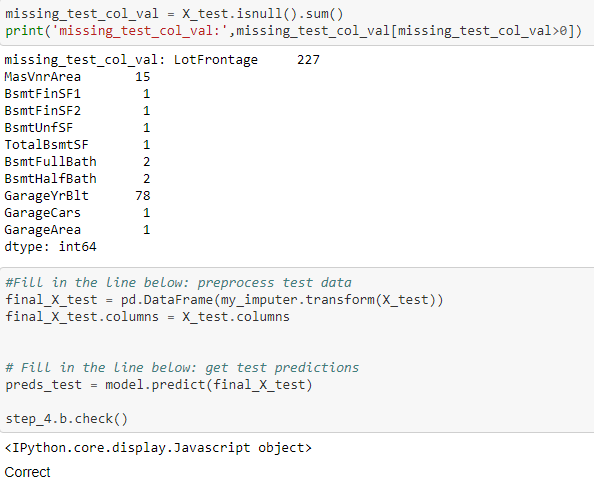 missing_test_col_val = X_test.isnull().sum()
print('missing_test_col_val:',missing_test_col_val[missing_test_col_val>0])
missing_test_col_val: LotFrontage     227
MasVnrArea       15
BsmtFinSF1        1
BsmtFinSF2        1
BsmtUnfSF         1
TotalBsmtSF       1
BsmtFullBath      2
BsmtHalfBath      2
GarageYrBlt      78
GarageCars        1
GarageArea        1
dtype: int64
#Fill in the line below: preprocess test data
final_X_test = pd.DataFrame(my_imputer.transform(X_test))
final_X_test.columns = X_test.columns
# Fill in the line below: get test predictions
preds_test = model.predict(final_X_test)
step_4.b.check()
<IPython.core.display.Javascript object>
Correct